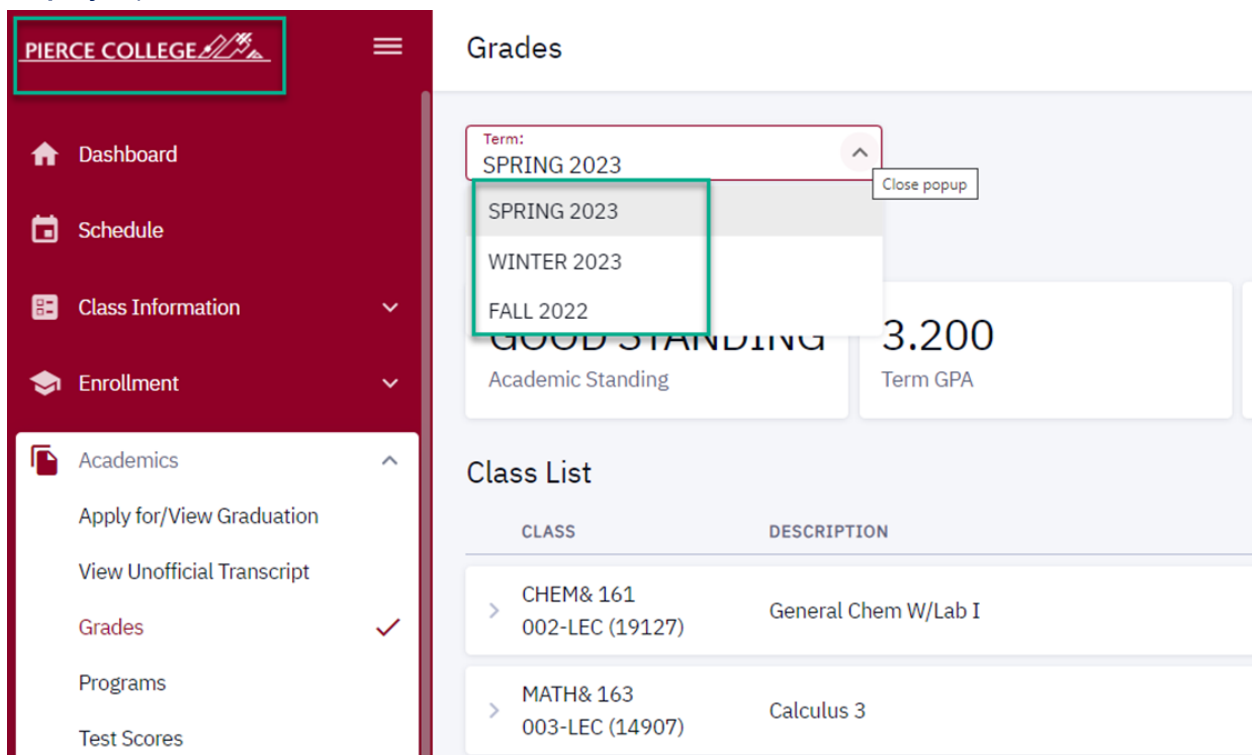 PIERCE COLLEGE
Grades
Dashboard
Schedule
Class Information
Enrollment
Academics
Apply for/View Graduation
View Unofficial Transcript
Grades
Programs
Test Scores
Term:
SPRING 2023
Close popup
SPRING 2023
WINTER 2023
FALL 2022
GOOD STANDING
Academic Standing
3.200
Term GPA
Class List
CLASS DESCRIPTION
CHEM& 161
002-LEC (19127)
General Chem W/Lab I
MATH& 163
003-LEC (14907)
Calculus 3